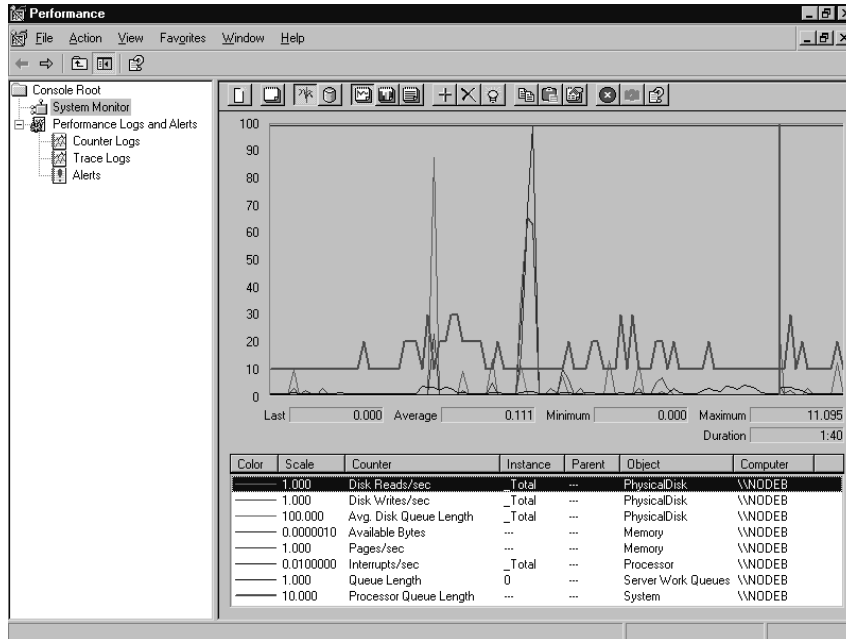 Performance
File Action View Favorites Window Help
Console Root
System Monitor
Performance Logs and Alerts
Counter Logs
Trace Logs
Alerts
100
90
80
70
60
50
40
30
20
10
0
Last 0.000 Average 0.111 Minimum 0.000 Maximum 11.095
Duration 1:40
Color Scale Counter Instance Parent Object Computer
1.000 Disk Reads/sec _Total --- PhysicalDisk \\NODEB
1.000 Disk Writes/sec _Total --- PhysicalDisk \\NODEB
100.000 Avg. Disk Queue Length _Total --- PhysicalDisk \\NODEB
0.0000010 Available Bytes --- --- Memory \\NODEB
1.000 Pages/sec --- --- Memory \\NODEB
0.0100000 Interrupts/sec _Total --- Processor \\NODEB
1.000 Queue Length 0 --- Server Work Queues \\NODEB
10.000 Processor Queue Length --- --- System \\NODEB